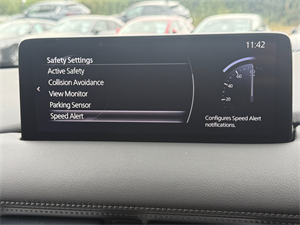 11:42
Safety Settings
Active Safety
Collision Avoidance
View Monitor
Parking Sensor
Speed Alert
Configures Speed Alert
notifications.